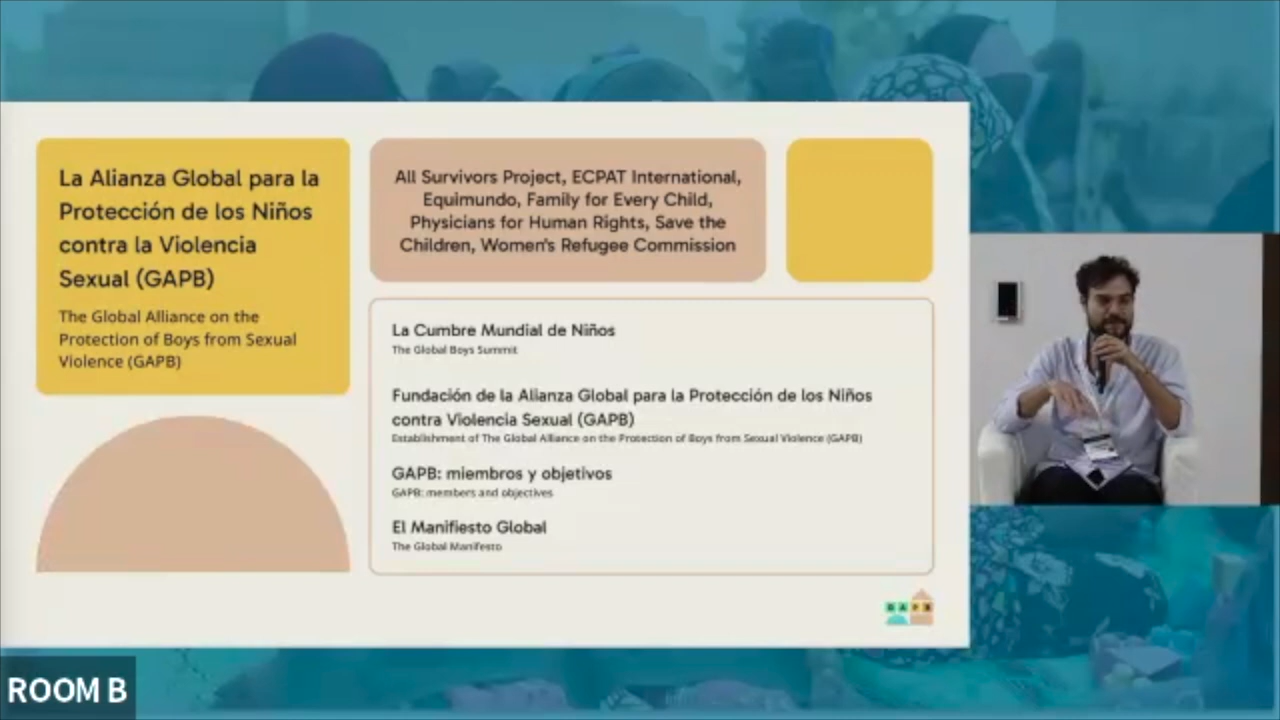 La Alianza Global para la
Protección de los Niños
contra la Violencia
Sexual (GAPB)
The Global Alliance on the
Protection of Boys from Sexual
Violence (GAPB)
All Survivors Project, ECPAT International,
Equimundo, Family for Every Child,
Physicians for Human Rights, Save the
Children, Women's Refugee Commission
La Cumbre Mundial de Niños
The Global Boys Summit
Fundación de la Alianza Global para la Protección de los Niños
contra Violencia Sexual (GAPB)
Establishment of The Global Alliance on the Protection of Boys from Sexual Violence (GAPB)
GAPB: miembros y objetivos
GAPB: members and objectives
El Manifiesto Global
The Global Manifesto
GAPB
ROOM B